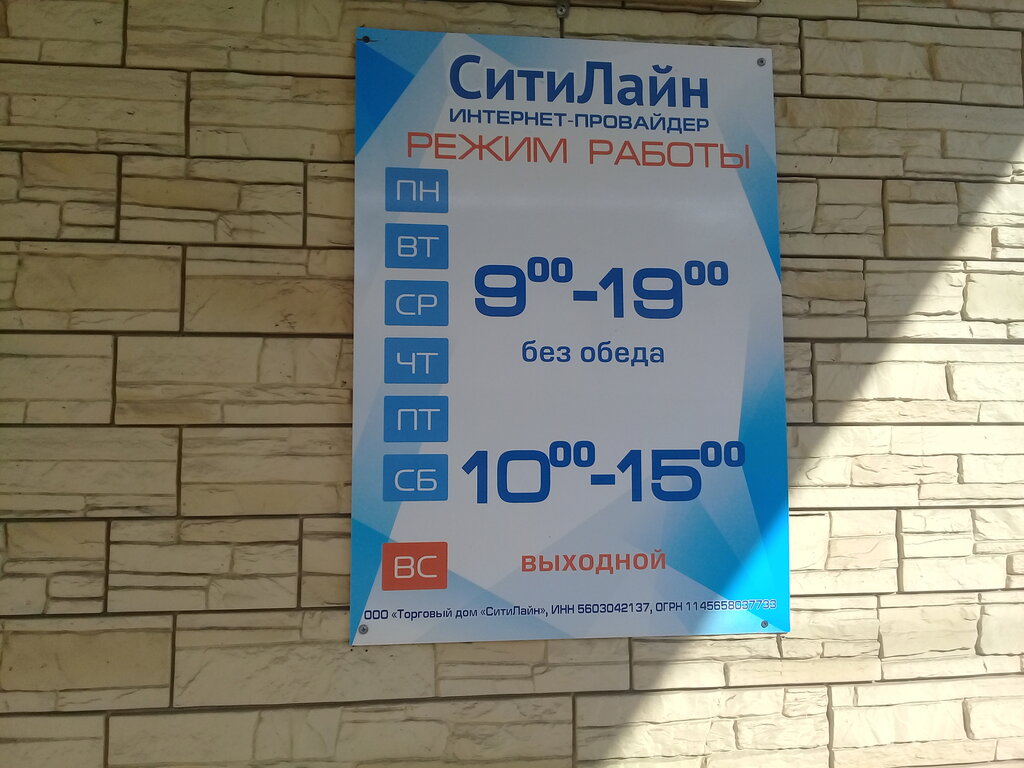 СитиЛайн
ИНТЕРНЕТ-ПРОВАЙДЕР
РЕЖИМ РАБОТЫ
ПН
ВТ
СР
9⁰⁰-19⁰⁰
без обеда
ЧТ
ПТ
СБ 10⁰⁰-15⁰⁰
ВС выходной
ООО «Торговый дом «СитиЛайн», ИНН 5603042137, ОГРН 1145658037733